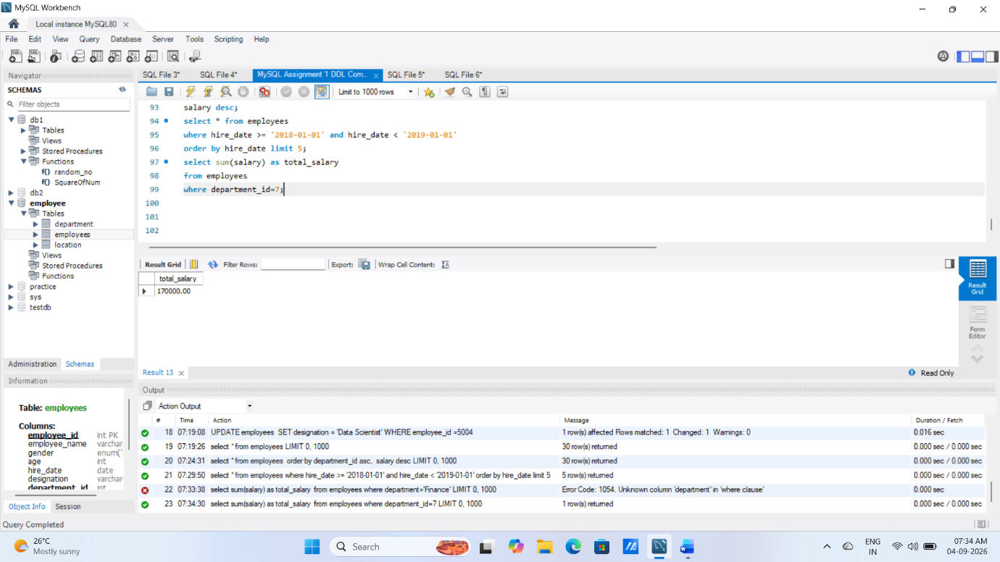 MySQL Workbench
Local instance MySQL80
File Edit View Query Database Server Tools Scripting Help
Navigator
SCHEMAS
Filter objects
db1
Tables
Views
Stored Procedures
Functions
f() random_no
f() SquareOfNum
db2
employee
Tables
department
employees
location
Views
Stored Procedures
Functions
practice
sys
testdb
Administration Schemas
Information
Table: employees
Columns:
employee_id int PK
employee_name varchar
gender enum('
age int
hire_date date
designation varchar
department_id int
Object Info Session
Query Completed
SQL File 3* SQL File 4* MySQL Assignment 1 DDL Com... SQL File 5* SQL File 6*
Limit to 1000 rows
93 salary desc;
94 select * from employees
95 where hire_date >= '2018-01-01' and hire_date < '2019-01-01'
96 order by hire_date limit 5;
97 select sum(salary) as total_salary
98 from employees
99 where department_id=7;
100
101
102
Result Grid Filter Rows: Export: Wrap Cell Content:
total_salary
170000.00
Result Grid
Form Editor
Result 13 Read Only
Output
Action Output
# Time Action Message Duration / Fetch
18 07:19:08 UPDATE employees SET designation = 'Data Scientist' WHERE employee_id =5004 1 row(s) affected Rows matched: 1 Changed: 1 Warnings: 0 0.016 sec
19 07:19:26 select * from employees LIMIT 0, 1000 30 row(s) returned 0.000 sec / 0.000 sec
20 07:24:31 select * from employees order by department_id asc, salary desc LIMIT 0, 1000 30 row(s) returned 0.000 sec / 0.000 sec
21 07:29:50 select * from employees where hire_date >= '2018-01-01' and hire_date < '2019-01-01' order by hire_date limit 5 5 row(s) returned 0.000 sec / 0.000 sec
22 07:33:38 select sum(salary) as total_salary from employees where department='Finance' LIMIT 0, 1000 Error Code: 1054. Unknown column 'department' in 'where clause' 0.000 sec
23 07:34:30 select sum(salary) as total_salary from employees where department_id=7 LIMIT 0, 1000 1 row(s) returned 0.000 sec / 0.000 sec
26°C
Mostly sunny
Search
ENG
IN
07:34 AM
04-09-2026